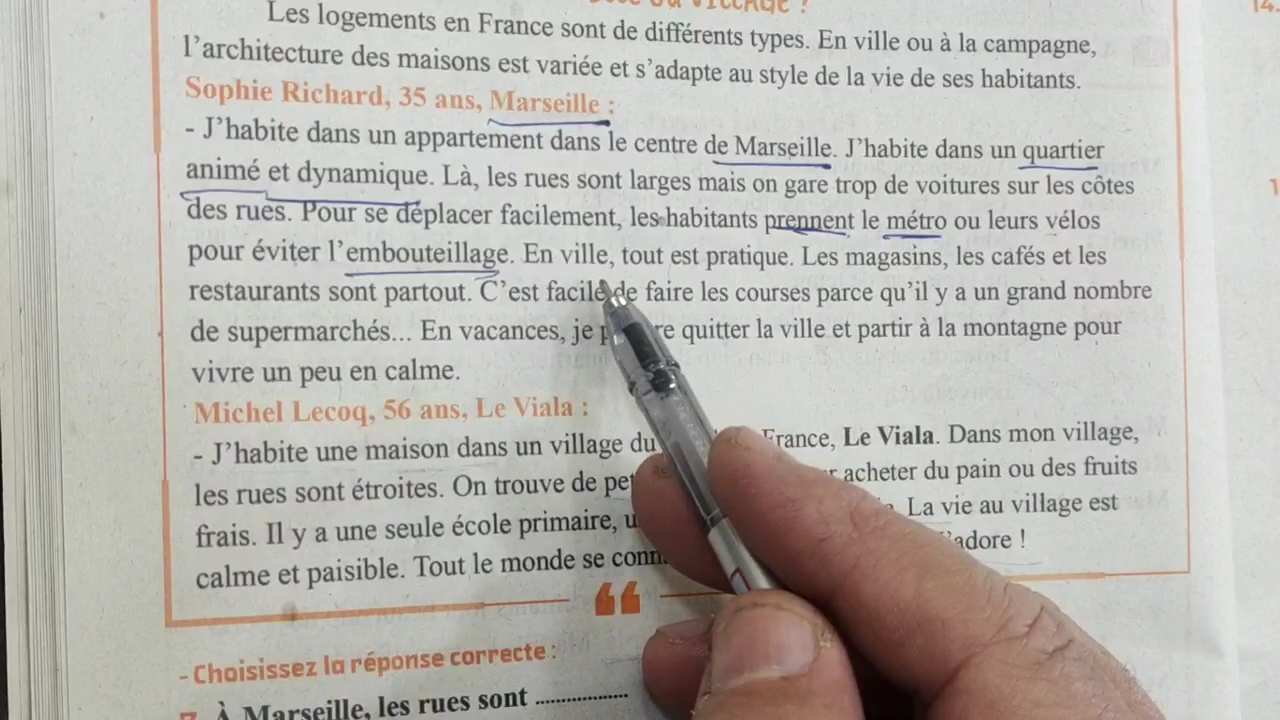 VILLAGE ?
Les logements en France sont de différents types. En ville ou à la campagne,
l'architecture des maisons est variée et s'adapte au style de la vie de ses habitants.
Sophie Richard, 35 ans, Marseille :
- J'habite dans un appartement dans le centre de Marseille. J'habite dans un quartier
animé et dynamique. Là, les rues sont larges mais on gare trop de voitures sur les côtes
des rues. Pour se déplacer facilement, les habitants prennent le métro ou leurs vélos
pour éviter l'embouteillage. En ville, tout est pratique. Les magasins, les cafés et les
restaurants sont partout. C'est facile de faire les courses parce qu'il y a un grand nombre
de supermarchés... En vacances, je quitter la ville et partir à la montagne pour
vivre un peu en calme.
Michel Lecoq, 56 ans, Le Viala :
- J'habite une maison dans un village du France, Le Viala. Dans mon village,
les rues sont étroites. On trouve de acheter du pain ou des fruits
frais. Il y a une seule école primaire, La vie au village est
calme et paisible. Tout le monde se J'adore !
- Choisissez la réponse correcte :
7. À Marseille, les rues sont ..................
14.
1